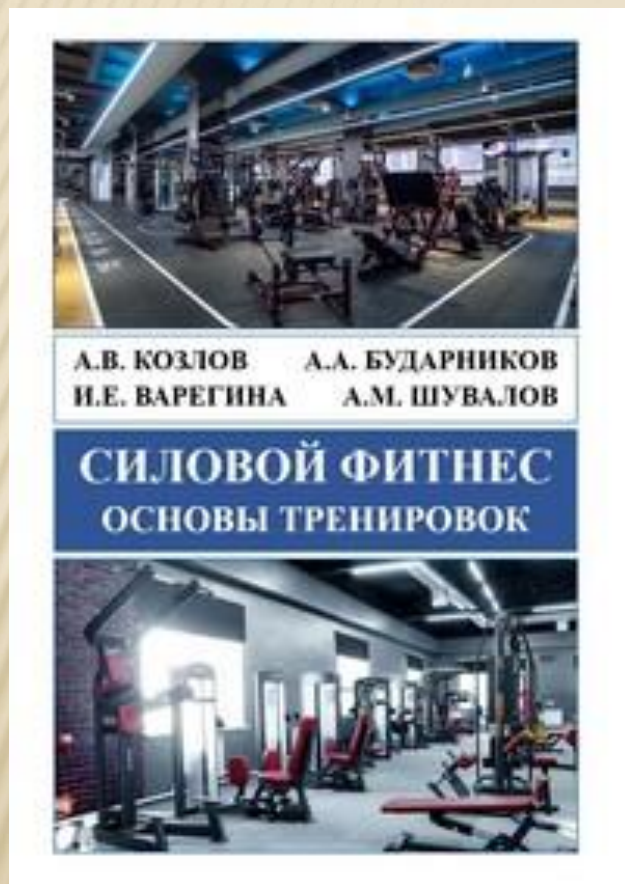 А.В. КОЗЛОВ А.А. БУДАРНИКОВ
И.Е. ВАРЕГИНА А.М. ШУВАЛОВ
СИЛОВОЙ ФИТНЕС
ОСНОВЫ ТРЕНИРОВОК